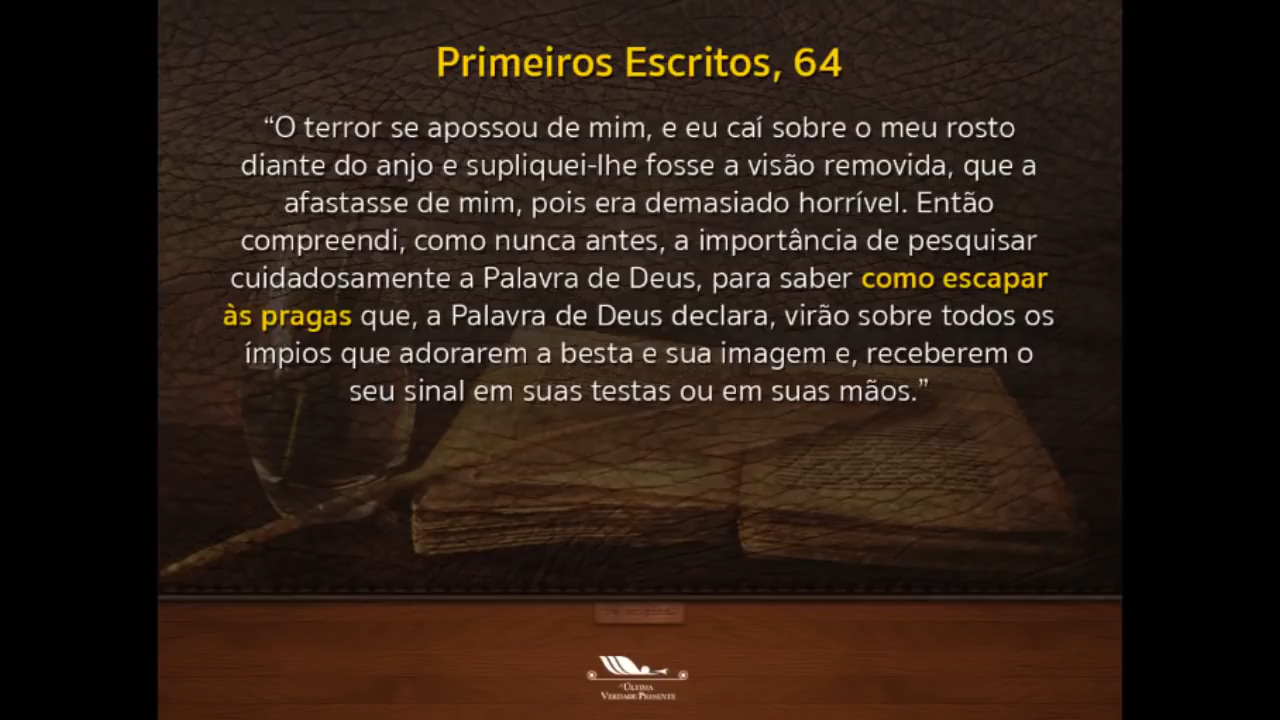 Primeiros Escritos, 64
“O terror se apossou de mim, e eu caí sobre o meu rosto
diante do anjo e supliquei-lhe fosse a visão removida, que a
afastasse de mim, pois era demasiado horrível. Então
compreendi, como nunca antes, a importância de pesquisar
cuidadosamente a Palavra de Deus, para saber como escapar
às pragas que, a Palavra de Deus declara, virão sobre todos os
ímpios que adorarem a besta e sua imagem e, receberem o
seu sinal em suas testas ou em suas mãos.”
A Última
Verdade Presente